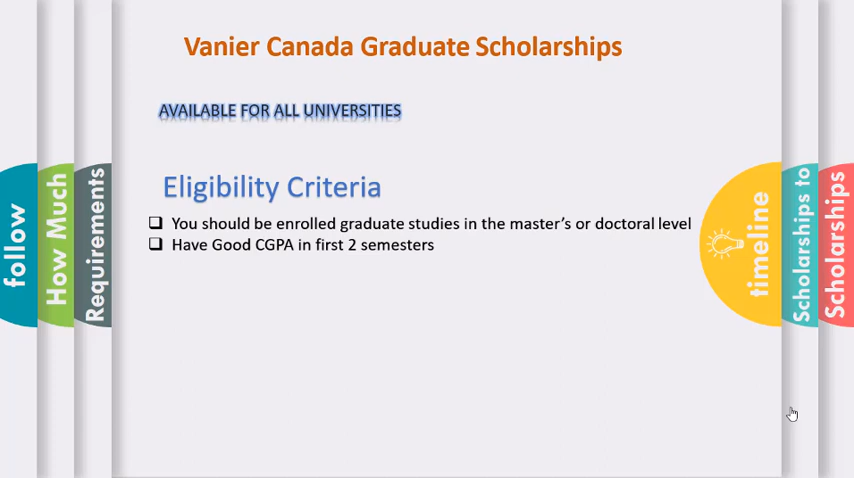 Vanier Canada Graduate Scholarships
AVAILABLE FOR ALL UNIVERSITIES
Eligibility Criteria
You should be enrolled graduate studies in the master's or doctoral level
Have Good CGPA in first 2 semesters
follow
How Much
Requirements
timeline
Scholarships to
Scholarships